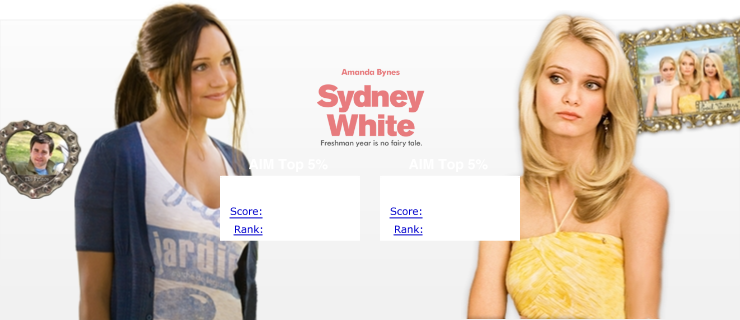 Amanda Bynes
Sydney
White
Freshman year is no fairy tale.
AIM Top 5%
AIM Top 5%
Score:
Score:
Rank:
Rank:
jardin